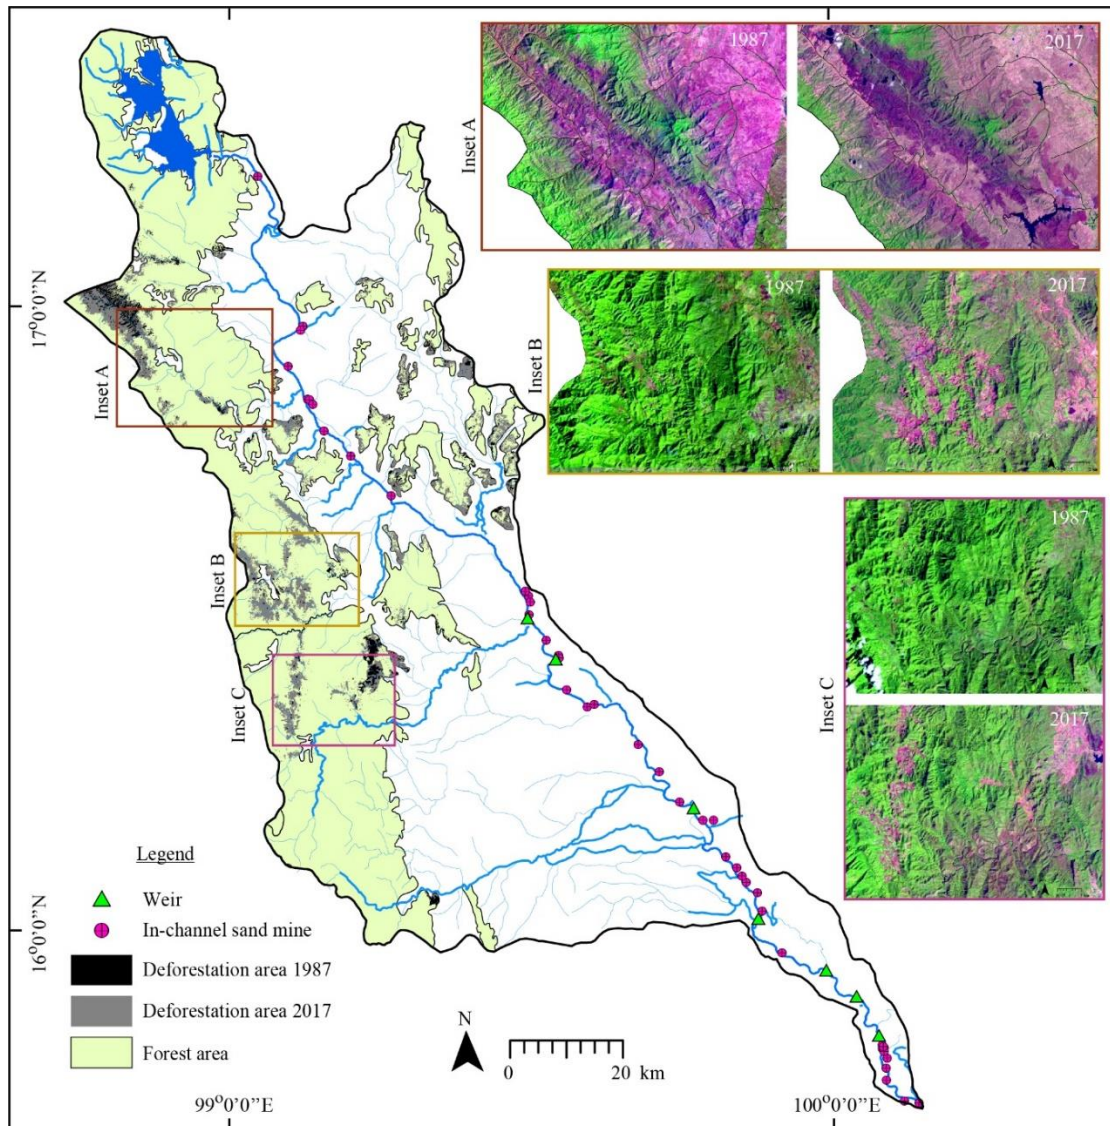 1987
2017
Inset A
1987
2017
Inset B
1987
Inset C
2017
17°0'0''N
Inset A
Inset B
Inset C
16°0'0''N
Legend
Weir
In-channel sand mine
Deforestation area 1987
Deforestation area 2017
Forest area
N
0 20 km
99°0'0''E
100°0'0''E